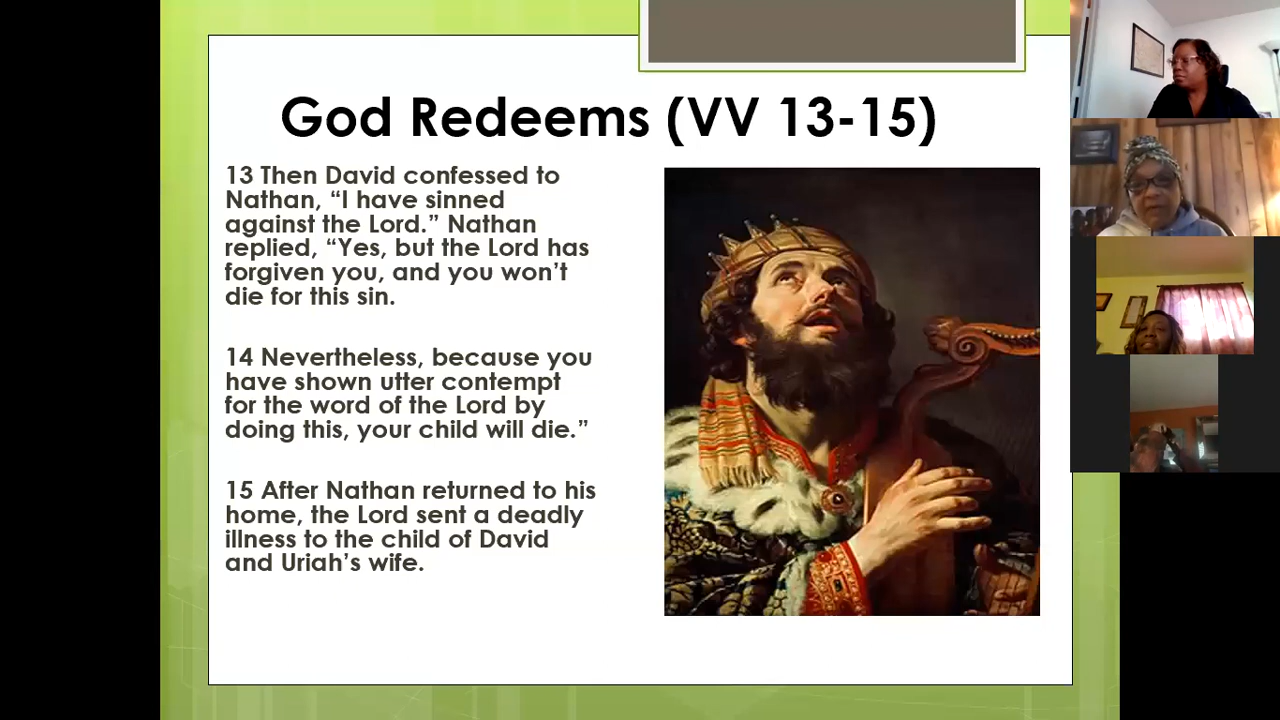 God Redeems (VV 13-15)
13 Then David confessed to
Nathan, “I have sinned
against the Lord.” Nathan
replied, “Yes, but the Lord has
forgiven you, and you won’t
die for this sin.
14 Nevertheless, because you
have shown utter contempt
for the word of the Lord by
doing this, your child will die.”
15 After Nathan returned to his
home, the Lord sent a deadly
illness to the child of David
and Uriah’s wife.